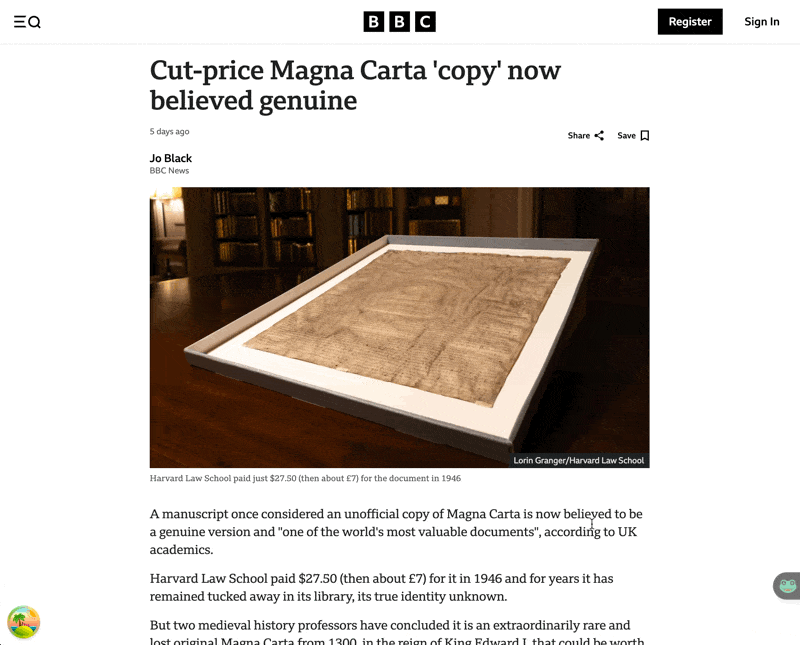 BBC
Register
Sign In
Cut-price Magna Carta 'copy' now
believed genuine
5 days ago
Share
Save
Jo Black
BBC News
Lorin Granger/Harvard Law School
Harvard Law School paid just $27.50 (then about £7) for the document in 1946
A manuscript once considered an unofficial copy of Magna Carta is now believed to be
a genuine version and "one of the world's most valuable documents", according to UK
academics.
Harvard Law School paid $27.50 (then about £7) for it in 1946 and for years it has
remained tucked away in its library, its true identity unknown.
But two medieval history professors have concluded it is an extraordinarily rare and
lost original Magna Carta from 1300, in the reign of King Edward I, that could be worth